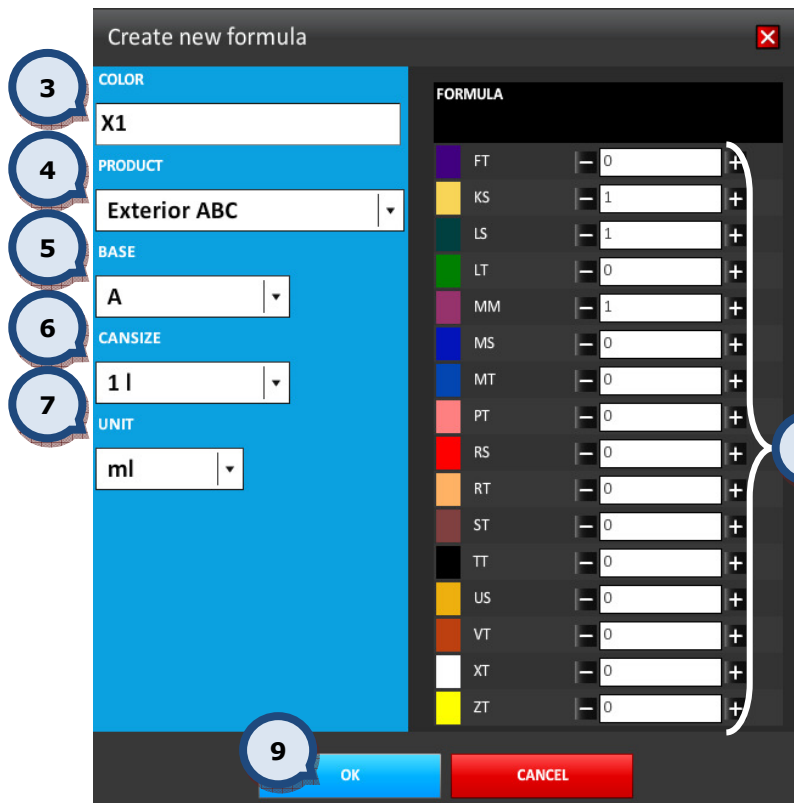 Create new formula
3
COLOR
X1
4
PRODUCT
Exterior ABC
5
BASE
A
6
CANSIZE
1 l
7
UNIT
ml
FORMULA
FT − 0 +
KS − 1 +
LS − 1 +
LT − 0 +
MM − 1 +
MS − 0 +
MT − 0 +
PT − 0 +
RS − 0 +
RT − 0 +
ST − 0 +
TT − 0 +
US − 0 +
VT − 0 +
XT − 0 +
ZT − 0 +
9
OK
CANCEL